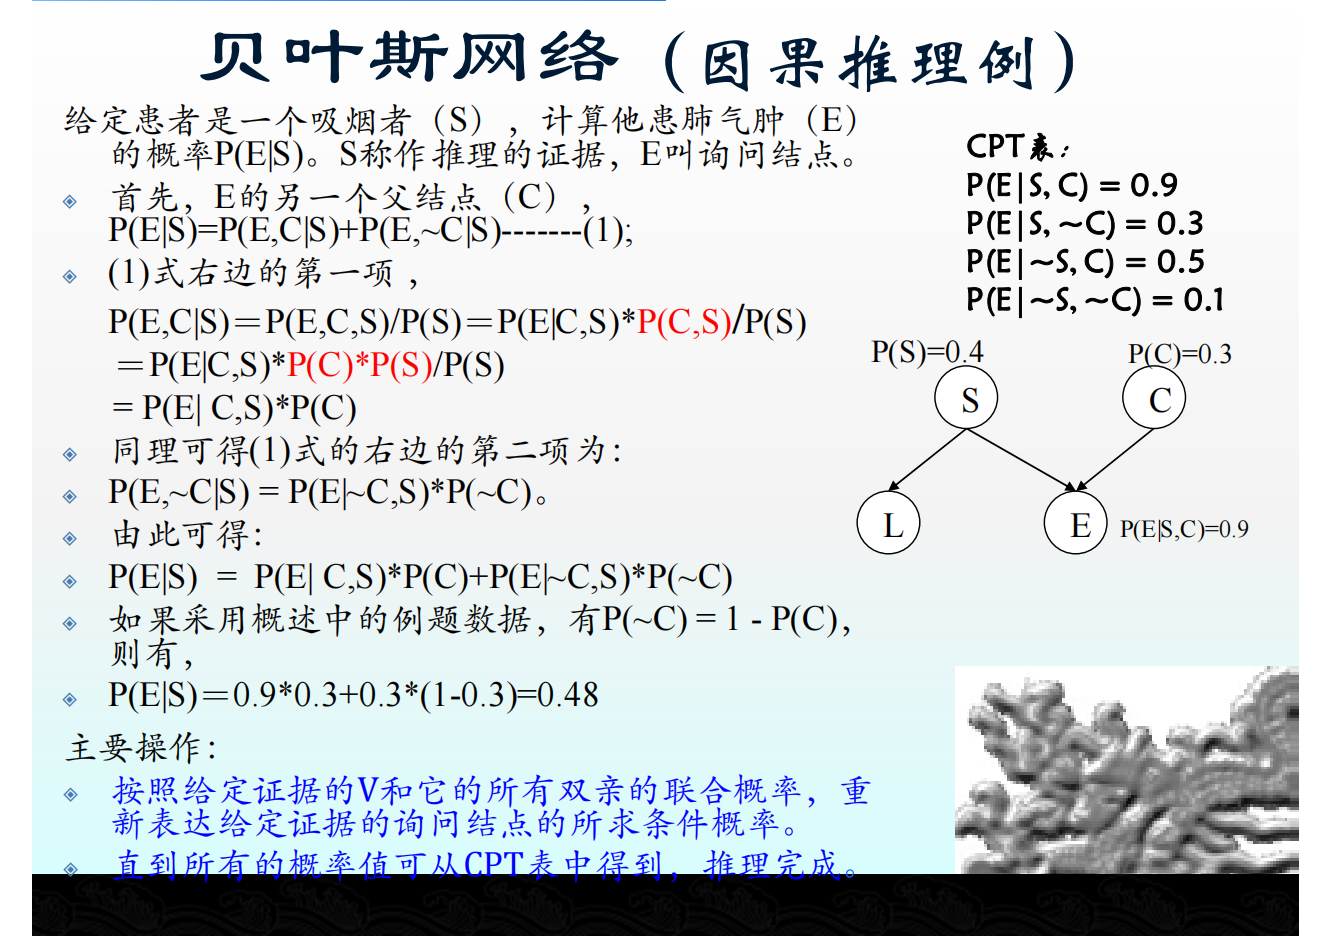 贝叶斯网络（因果推理例）
给定患者是一个吸烟者（S），计算他患肺气肿（E）
的概率P(E|S)。S称作推理的证据，E叫询问结点。
首先，E的另一个父结点（C），
P(E|S)=P(E,C|S)+P(E,~C|S)-------(1);
(1)式右边的第一项，
P(E,C|S)＝P(E,C,S)/P(S)＝P(E|C,S)*P(C,S)/P(S)
＝P(E|C,S)*P(C)*P(S)/P(S)
= P(E| C,S)*P(C)
同理可得(1)式的右边的第二项为：
P(E,~C|S) = P(E|~C,S)*P(~C)。
由此可得：
P(E|S) = P(E| C,S)*P(C)+P(E|~C,S)*P(~C)
如果采用概述中的例题数据，有P(~C) = 1 - P(C)，
则有，
P(E|S)＝0.9*0.3+0.3*(1-0.3)=0.48
主要操作：
按照给定证据的V和它的所有双亲的联合概率，重
新表达给定证据的询问结点的所求条件概率。
直到所有的概率值可从CPT表中得到，推理完成。
CPT表：
P(E|S, C) = 0.9
P(E|S, ~C) = 0.3
P(E|~S, C) = 0.5
P(E|~S, ~C) = 0.1
P(S)=0.4
P(C)=0.3
S
C
L
E
P(E|S,C)=0.9